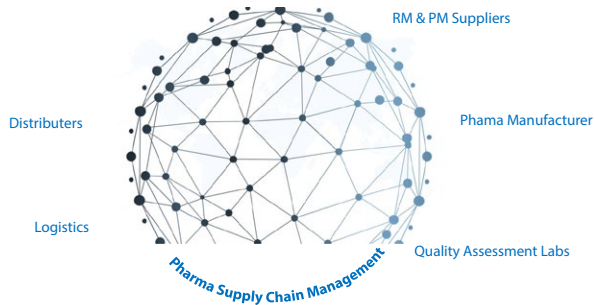 RM & PM Suppliers
Distributers
Phama Manufacturer
Logistics
Quality Assessment Labs
Pharma Supply Chain Management